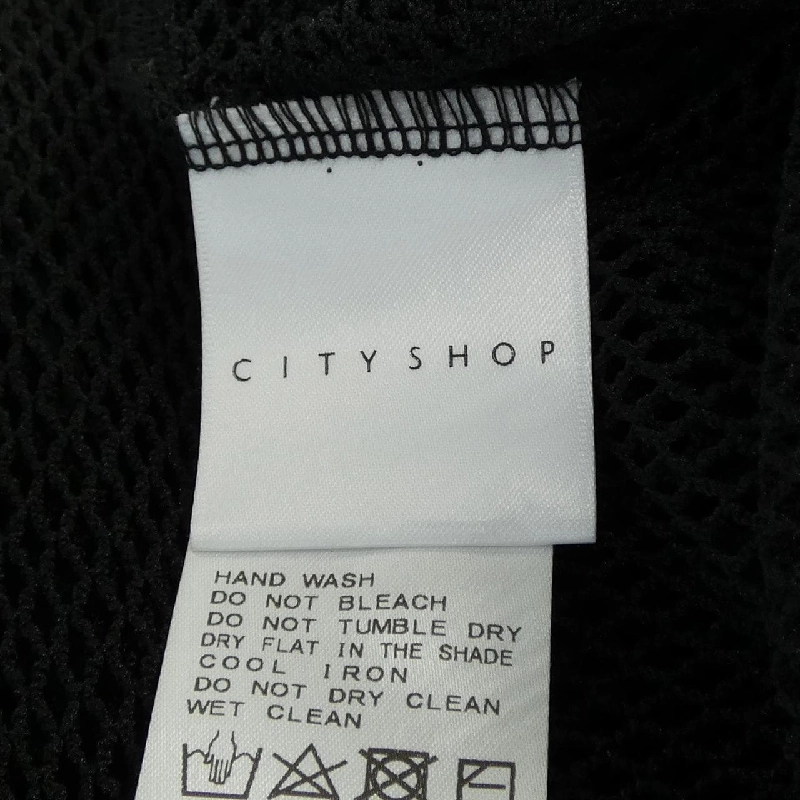 CITYSHOP
HAND WASH
DO NOT BLEACH
DO NOT TUMBLE DRY
DRY FLAT IN THE SHADE
COOL IRON
DO NOT DRY CLEAN
WET CLEAN